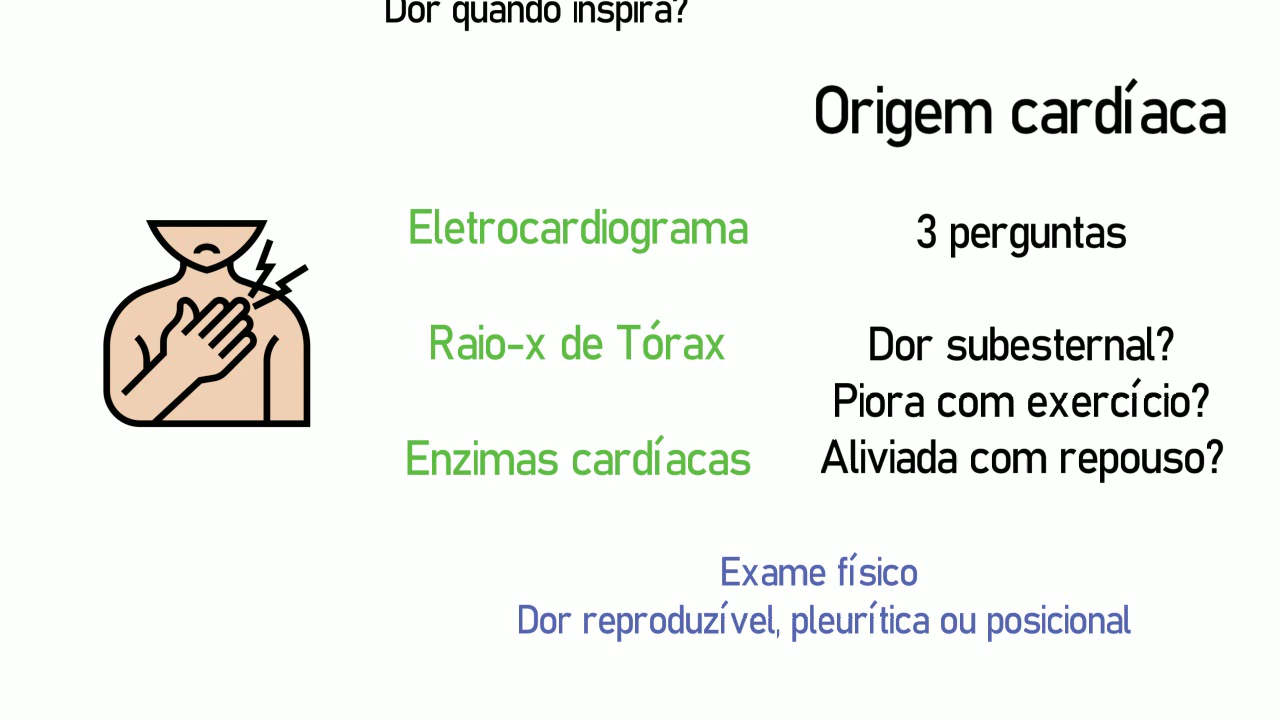 Dor quando inspira?
Origem cardíaca
Eletrocardiograma
3 perguntas
Raio-x de Tórax
Dor subesternal?
Piora com exercício?
Enzimas cardíacas
Aliviada com repouso?
Exame físico
Dor reproduzível, pleurítica ou posicional